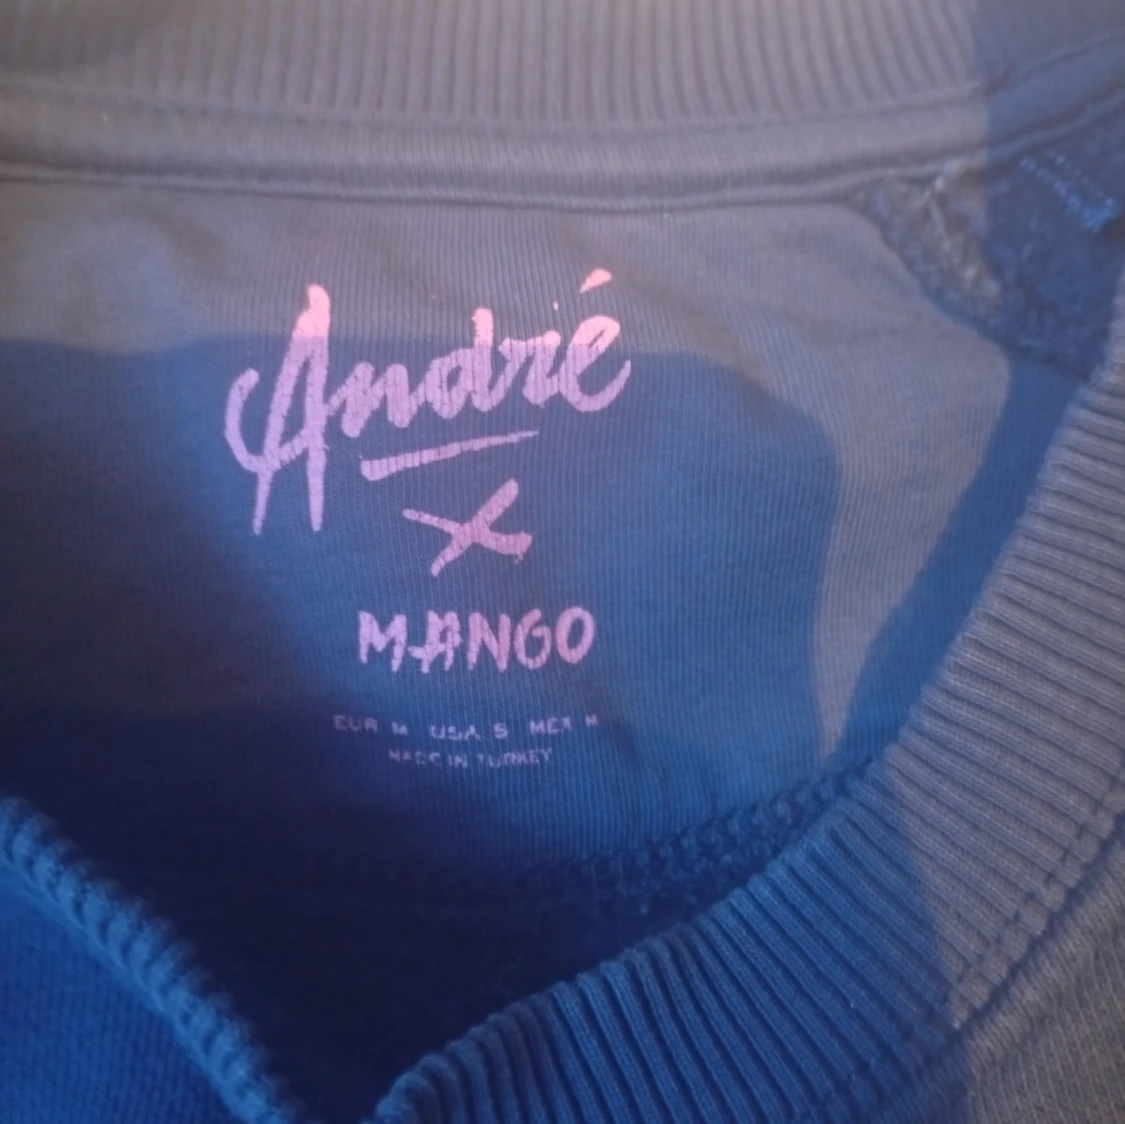 André
X
MANGO
EUR M USA S MEX M
MADE IN TURKEY